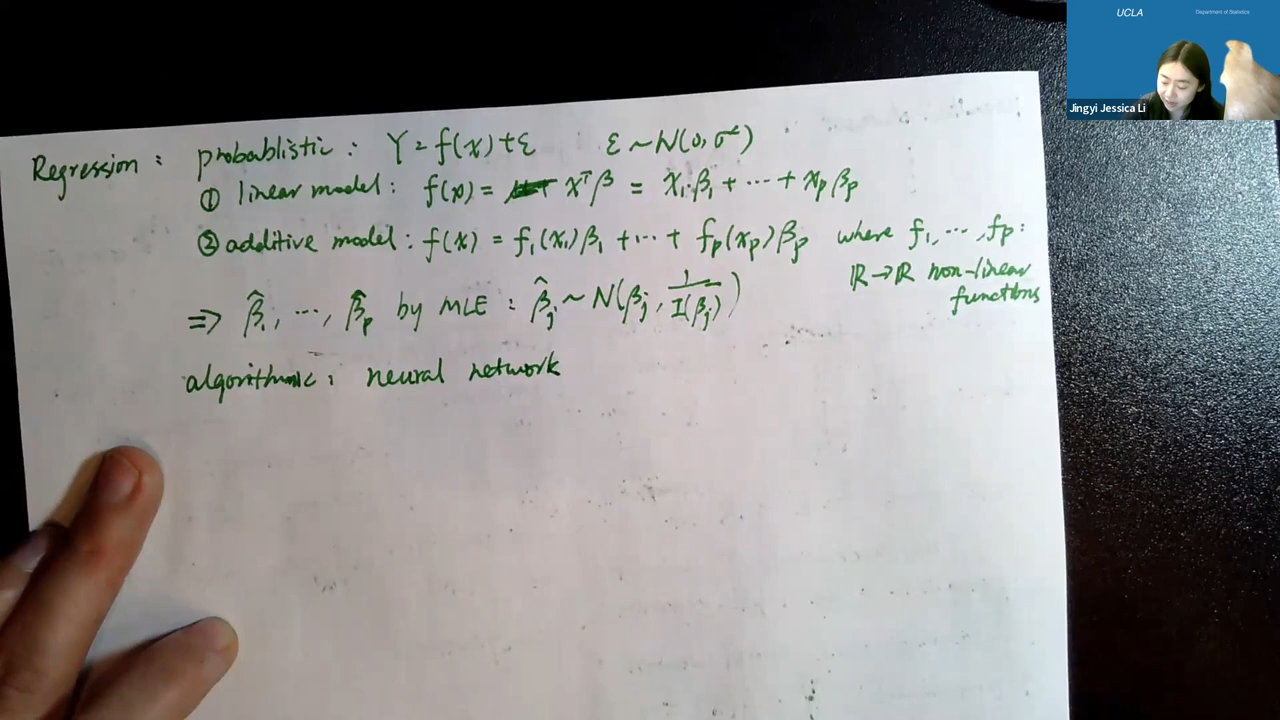 UCLA
Department of Statistics
Jingyi Jessica Li
Regression : probablistic : Y = f(x) + ε ε ~ N(0, σ²)
① linear model : f(x) = xᵀβ = x₁β₁ + ⋯ + xₚβₚ
② additive model : f(x) = f₁(x₁)β₁ + ⋯ + fₚ(xₚ)βₚ where f₁, ⋯, fₚ :
ℝ → ℝ non-linear
functions
⇒ β̂₁, ⋯, β̂ₚ by MLE : β̂ⱼ ~ N(βⱼ, 1/I(βⱼ))
algorithmic : neural network